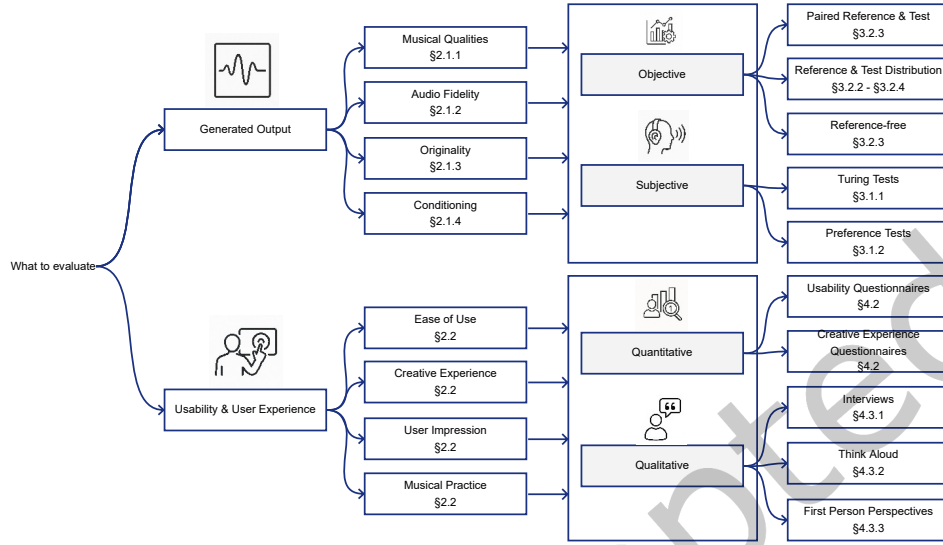 What to evaluate
Generated Output
Musical Qualities
§2.1.1
Audio Fidelity
§2.1.2
Originality
§2.1.3
Conditioning
§2.1.4
Objective
Subjective
Paired Reference & Test
§3.2.3
Reference & Test Distribution
§3.2.2 - §3.2.4
Reference-free
§3.2.3
Turing Tests
§3.1.1
Preference Tests
§3.1.2
Usability & User Experience
Ease of Use
§2.2
Creative Experience
§2.2
User Impression
§2.2
Musical Practice
§2.2
Quantitative
Qualitative
Usability Questionnaires
§4.2
Creative Experience
Questionnaires
§4.2
Interviews
§4.3.1
Think Aloud
§4.3.2
First Person Perspectives
§4.3.3